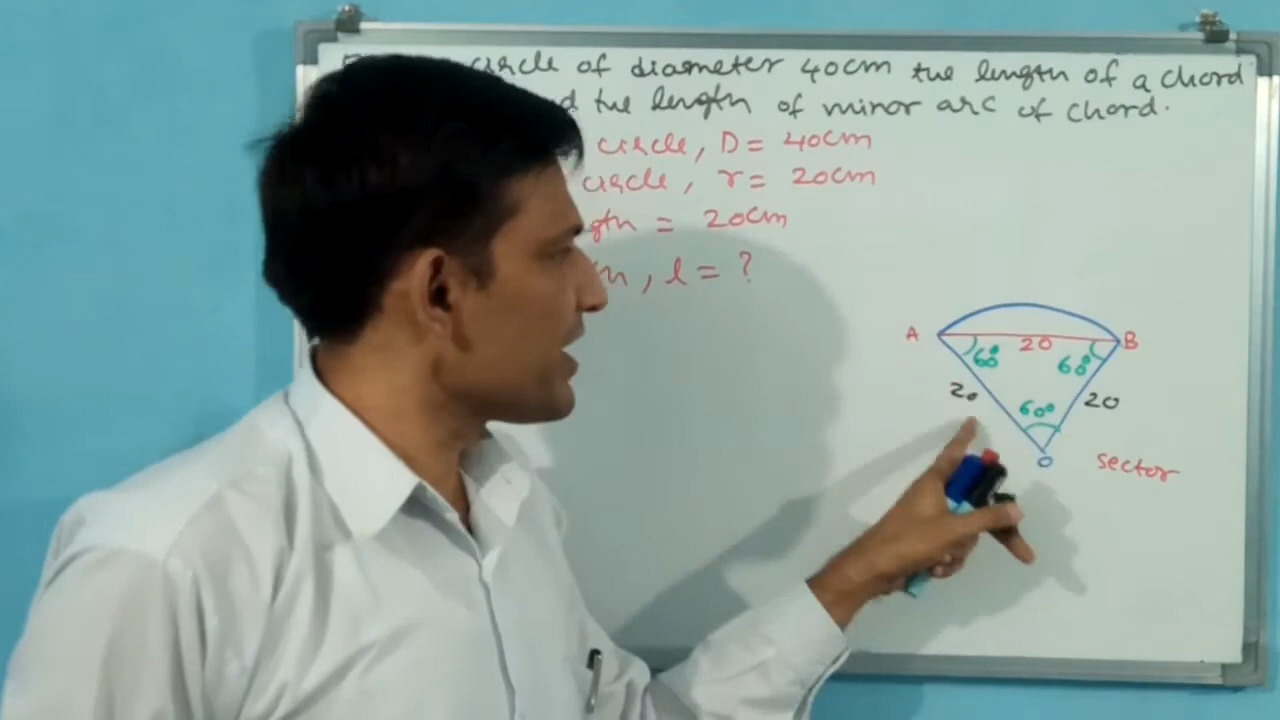 circle of diameter 40cm the length of a chord
the length of minor arc of chord.
circle, D = 40cm
circle, r = 20cm
= 20cm
, l = ?
A
20
B
60°
60°
20
60°
20
O
sector